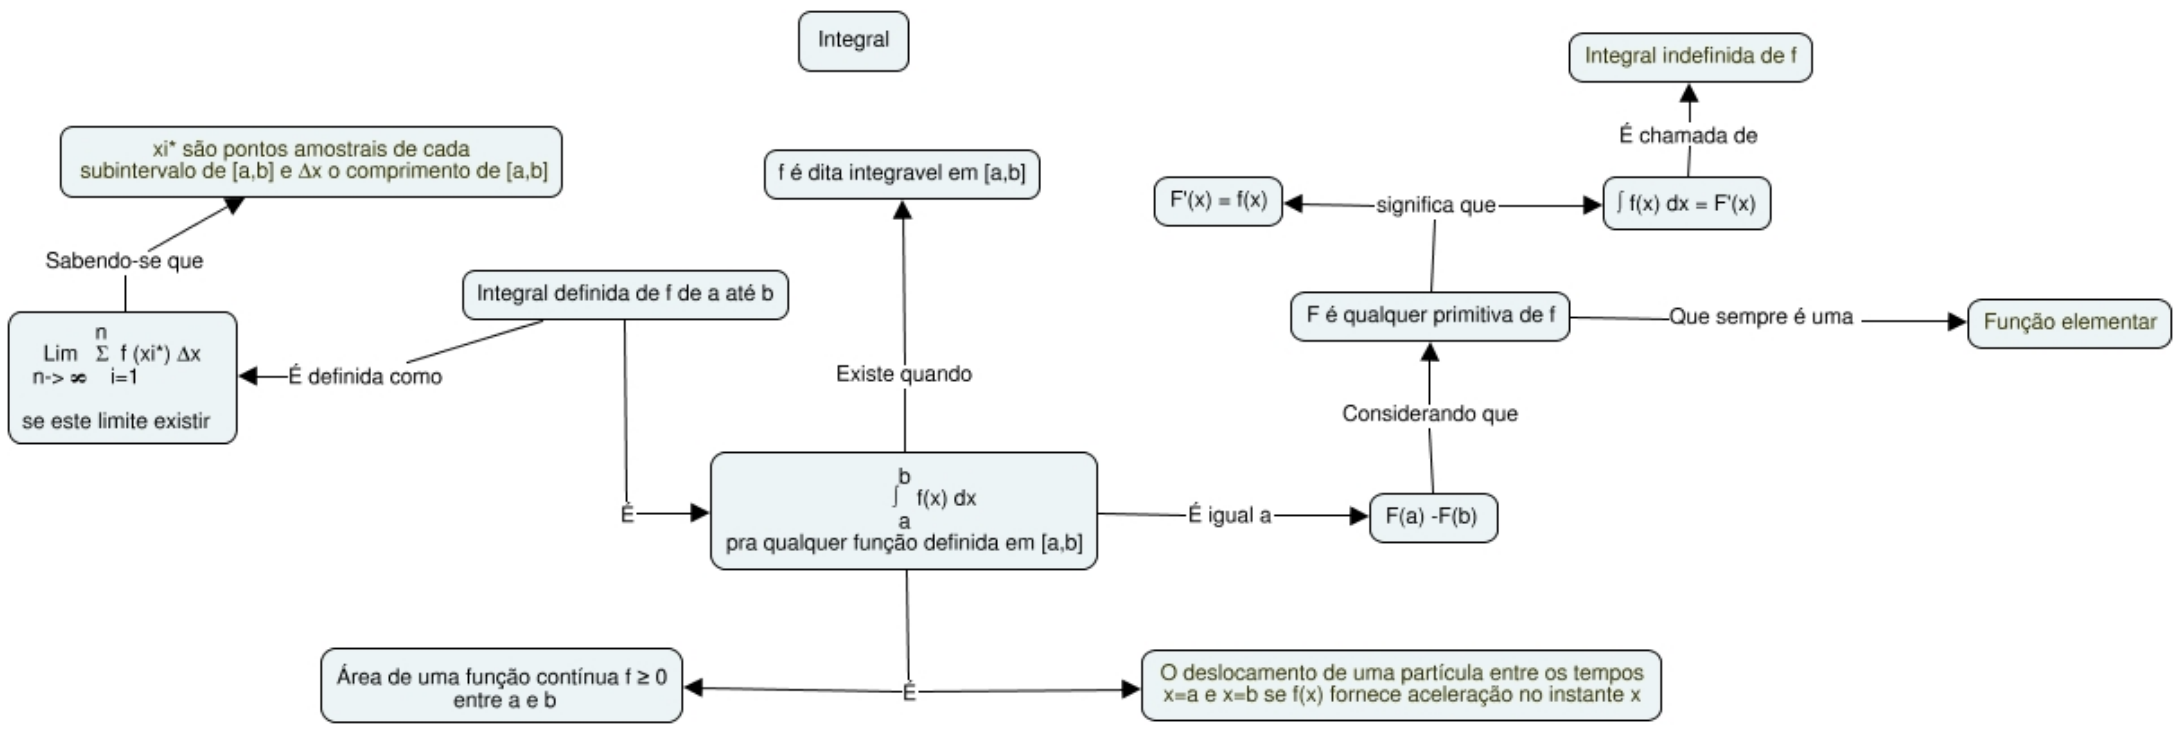 Integral
Integral indefinida de f
É chamada de
xi* são pontos amostrais de cada
subintervalo de [a,b] e Δx o comprimento de [a,b]
f é dita integravel em [a,b]
F'(x) = f(x)
significa que
∫ f(x) dx = F'(x)
Sabendo-se que
Integral definida de f de a até b
F é qualquer primitiva de f
Que sempre é uma
Função elementar
n
Lim Σ f (xi*) Δx
n-> ∞ i=1
se este limite existir
É definida como
Existe quando
Considerando que
b
∫ f(x) dx
a
pra qualquer função definida em [a,b]
É
É igual a
F(a) -F(b)
Área de uma função contínua f ≥ 0
entre a e b
É
O deslocamento de uma partícula entre os tempos
x=a e x=b se f(x) fornece aceleração no instante x